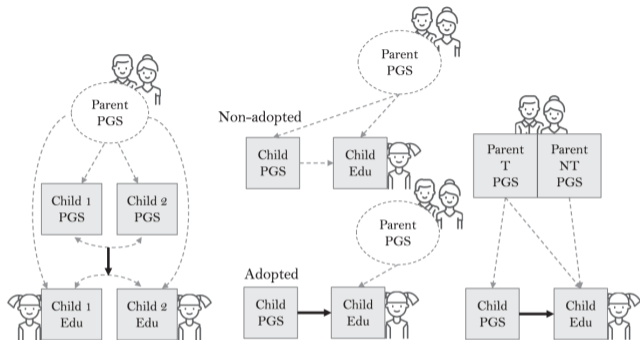 Parent
PGS
Child 1
PGS
Child 2
PGS
Child 1
Edu
Child 2
Edu
Parent
PGS
Non-adopted
Child
PGS
Child
Edu
Parent
PGS
Adopted
Child
PGS
Child
Edu
Parent
T
PGS
Parent
NT
PGS
Child
PGS
Child
Edu